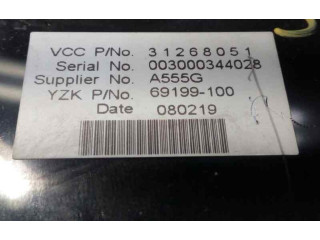 VCC P/No. 31268051
Serial No. 003000344028
Supplier No. A555G
YZK P/No. 69199-100
Date 080219